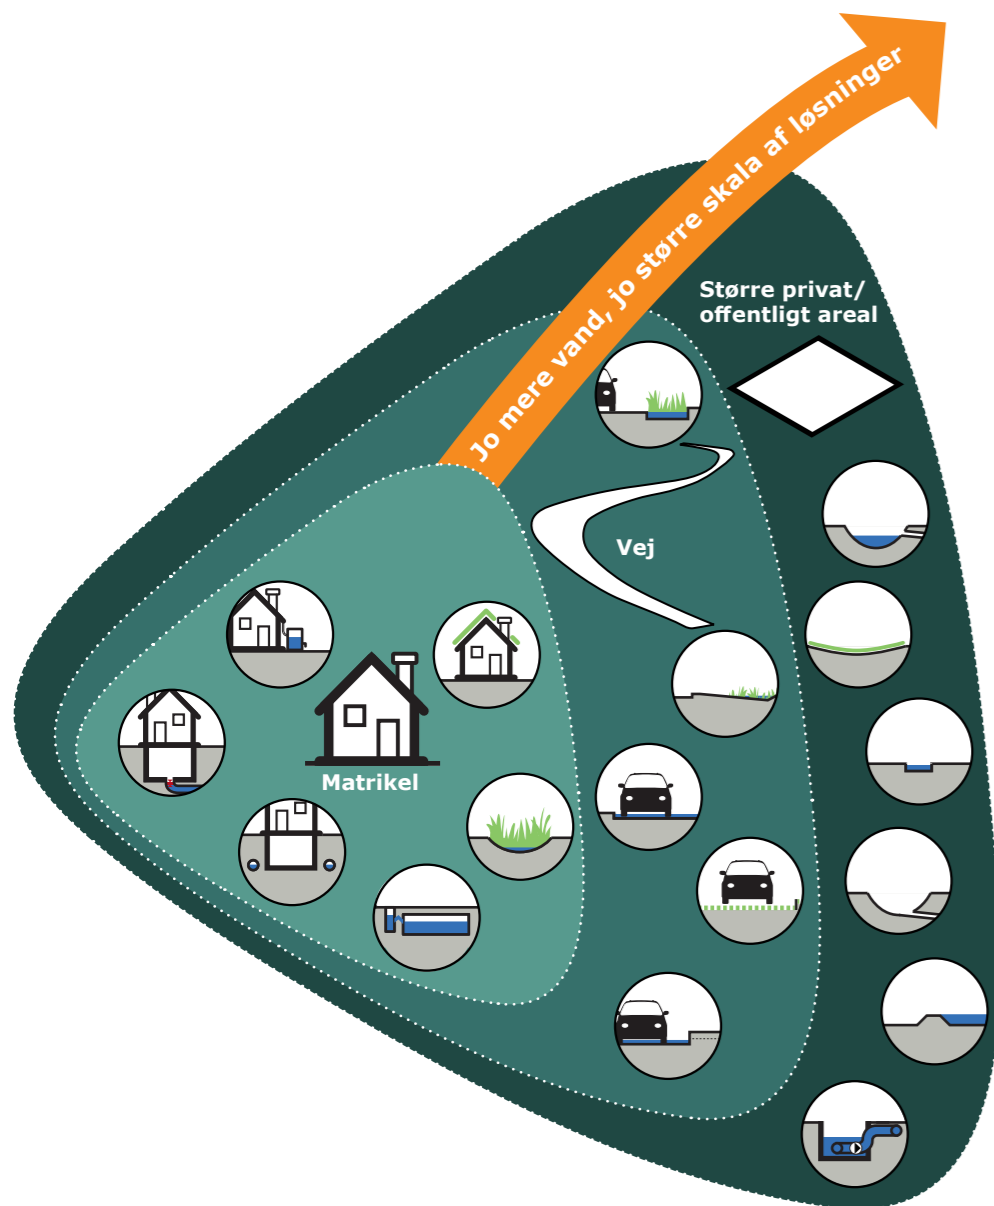 Jo mere vand, jo større skala af løsninger
Større privat/
offentligt areal
Vej
Matrikel